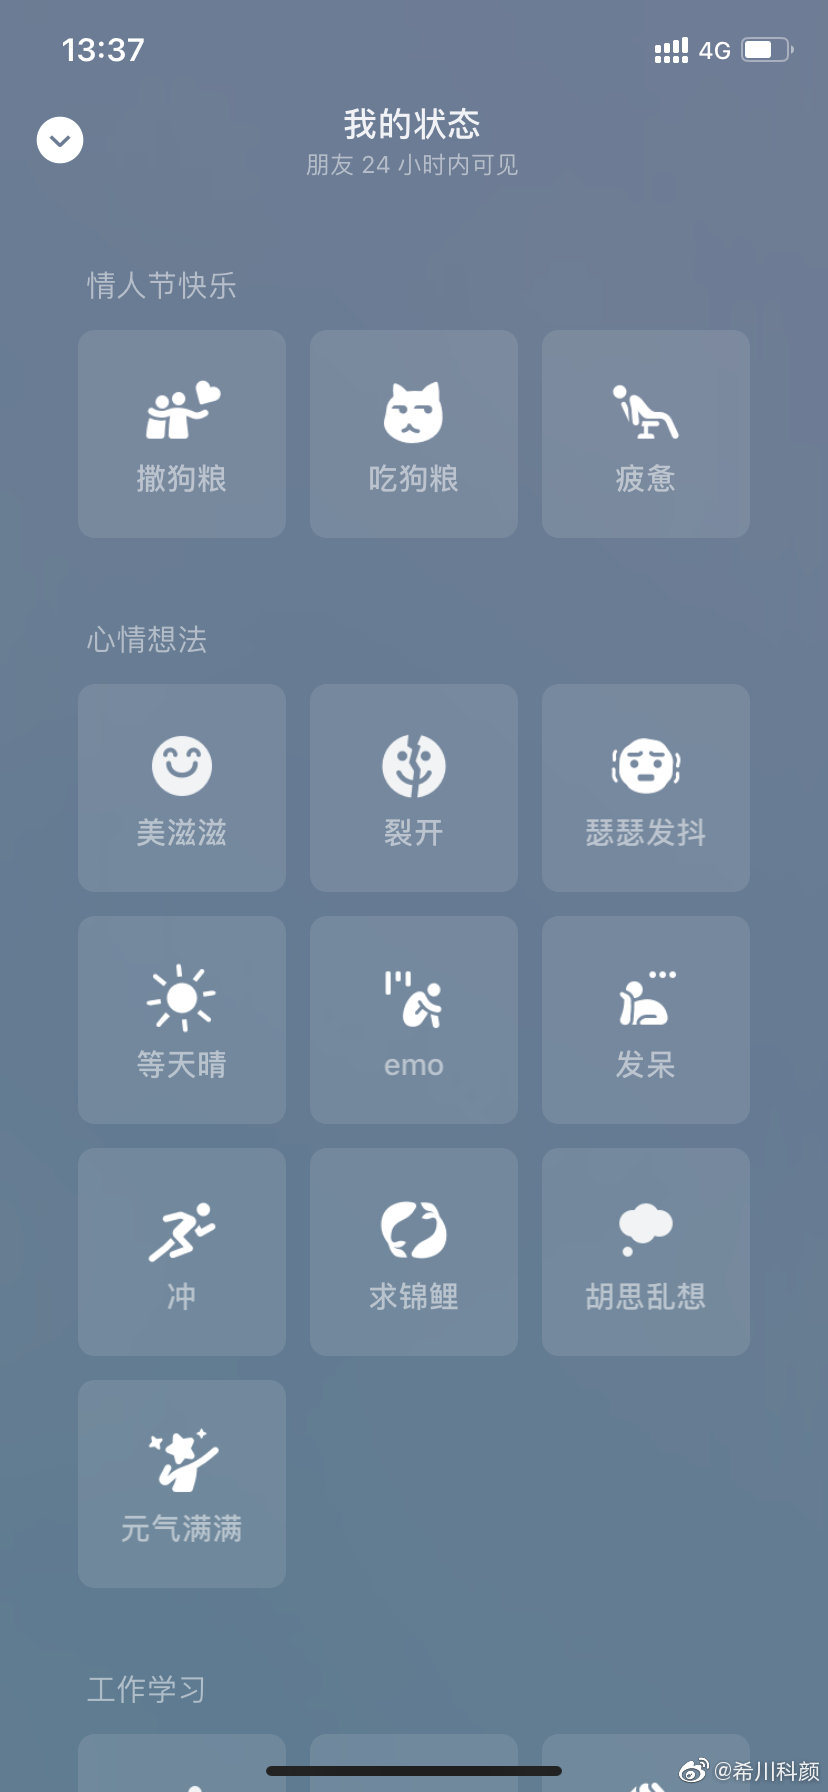 13:37
4G
我的状态
朋友 24 小时内可见
情人节快乐
撒狗粮
吃狗粮
疲惫
心情想法
美滋滋
裂开
瑟瑟发抖
等天晴
emo
发呆
冲
求锦鲤
胡思乱想
元气满满
工作学习
@希川科颜